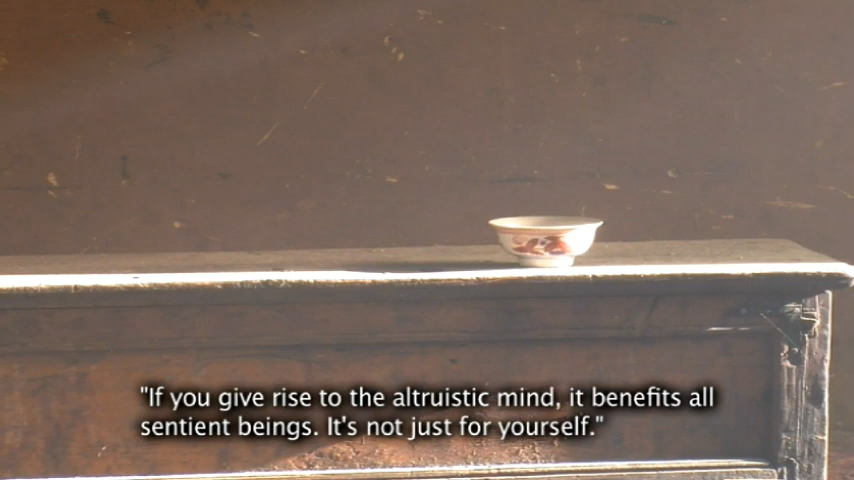 "If you give rise to the altruistic mind, it benefits all
sentient beings. It's not just for yourself."